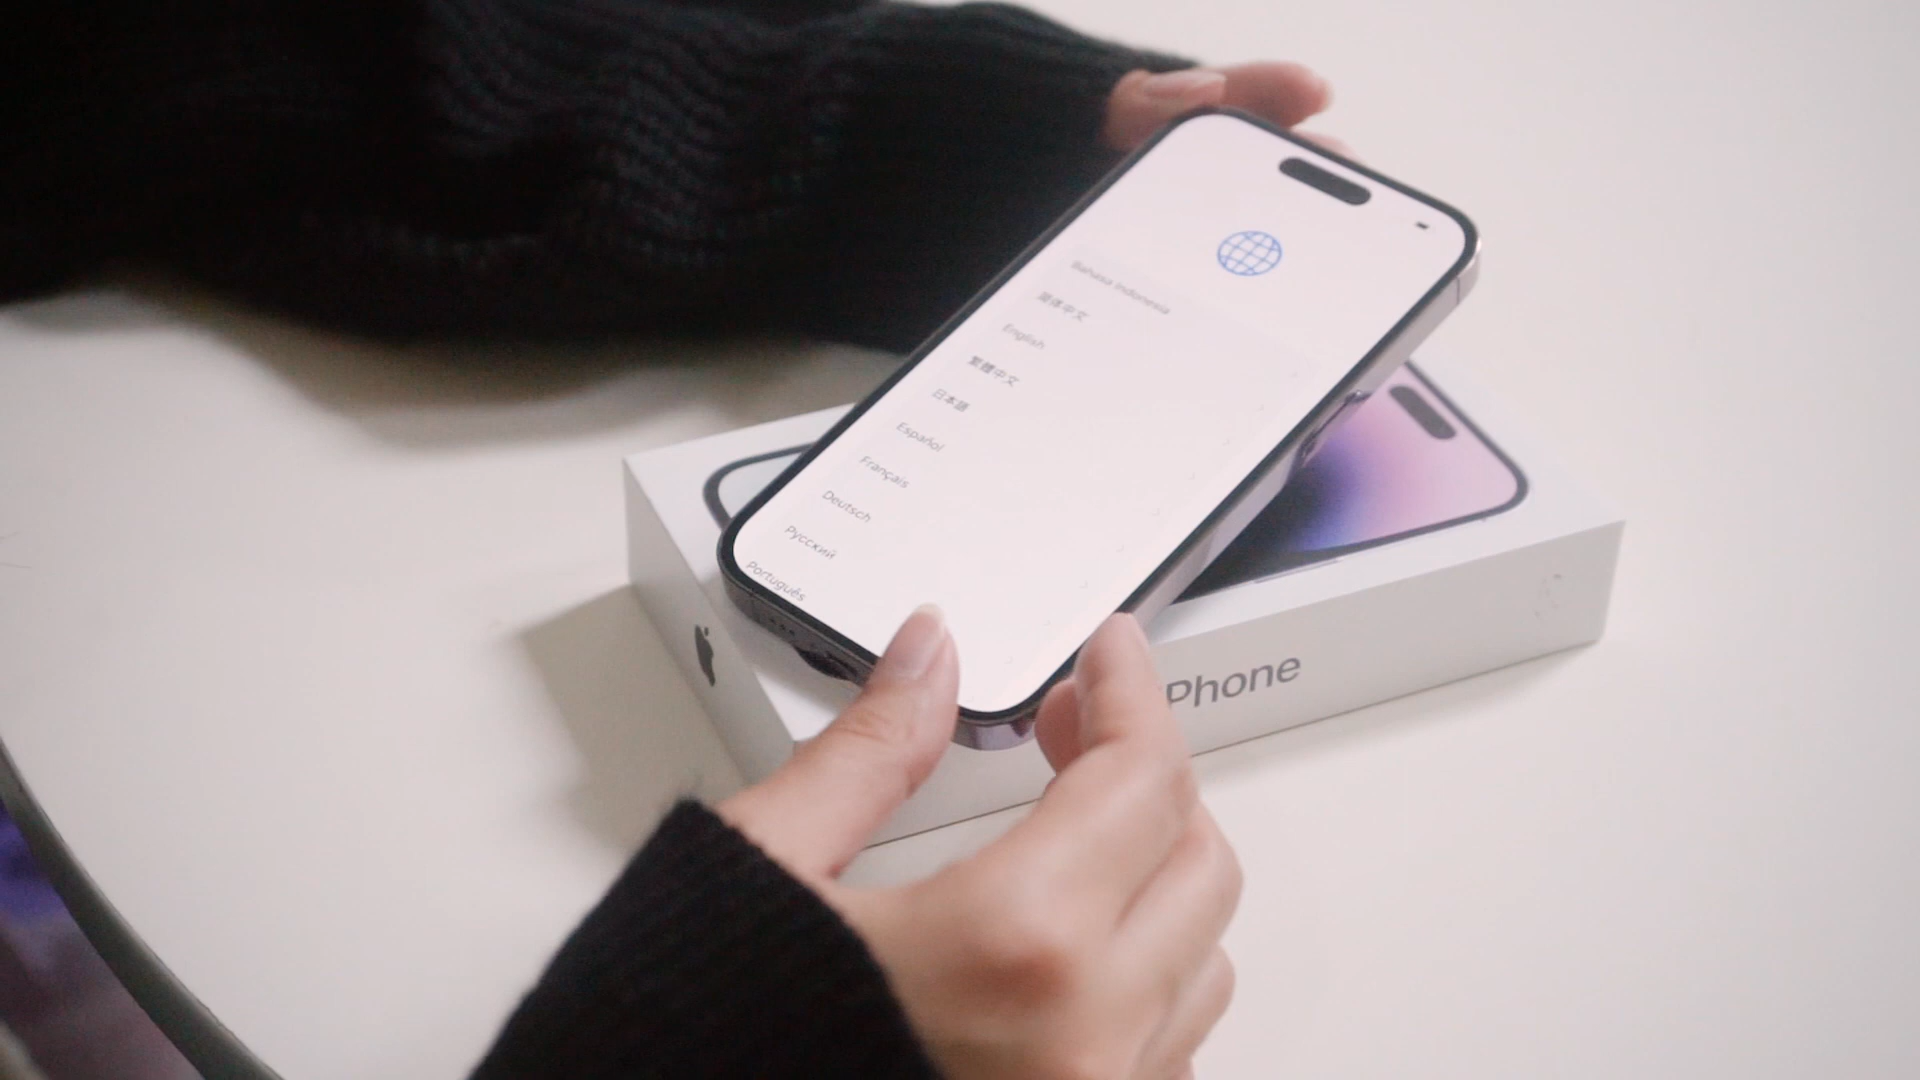 Bahasa Indonesia
简体中文
English
繁體中文
日本語
Español
Français
Deutsch
Русский
Português
Phone